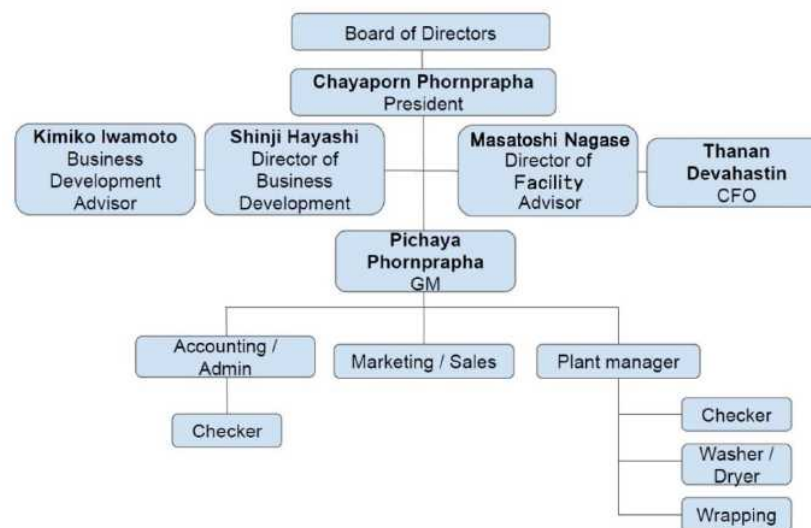 Board of Directors
Chayaporn Phornprapha
President
Kimiko Iwamoto
Business
Development
Advisor
Shinji Hayashi
Director of
Business
Development
Masatoshi Nagase
Director of
Facility
Advisor
Thanan
Devahastin
CFO
Pichaya
Phornprapha
GM
Accounting /
Admin
Marketing / Sales
Plant manager
Checker
Checker
Washer /
Dryer
Wrapping